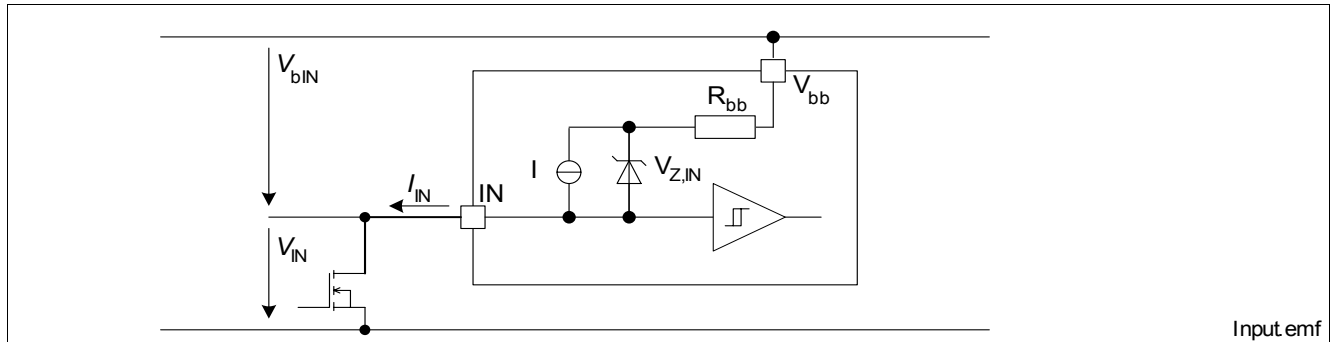 V_bIN
V_bb
R_bb
I
V_Z,IN
I_IN
IN
V_IN
Input.emf